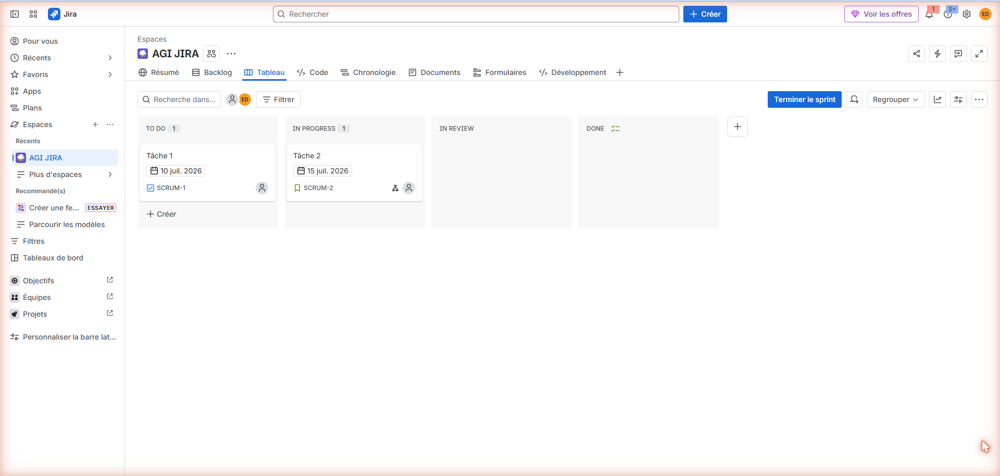 Jira
Rechercher
Créer
Voir les offres
1
3+
ED
Pour vous
Récents
Favoris
Apps
Plans
Espaces
Récents
AGI JIRA
Plus d'espaces
Recommandé(s)
Créer une fe... ESSAYER
Parcourir les modèles
Filtres
Tableaux de bord
Objectifs
Équipes
Projets
Personnaliser la barre lat...
Espaces
AGI JIRA
Résumé Backlog Tableau Code Chronologie Documents Formulaires Développement
Recherche dans... ED Filtrer
Terminer le sprint Regrouper
TO DO 1
Tâche 1
10 juil. 2026
SCRUM-1
Créer
IN PROGRESS 1
Tâche 2
15 juil. 2026
SCRUM-2
IN REVIEW
DONE